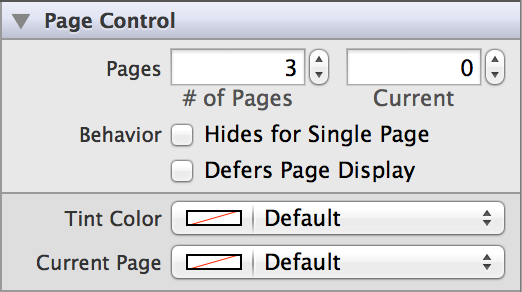 Page Control
Pages 3 0
# of Pages Current
Behavior Hides for Single Page
Defers Page Display
Tint Color Default
Current Page Default